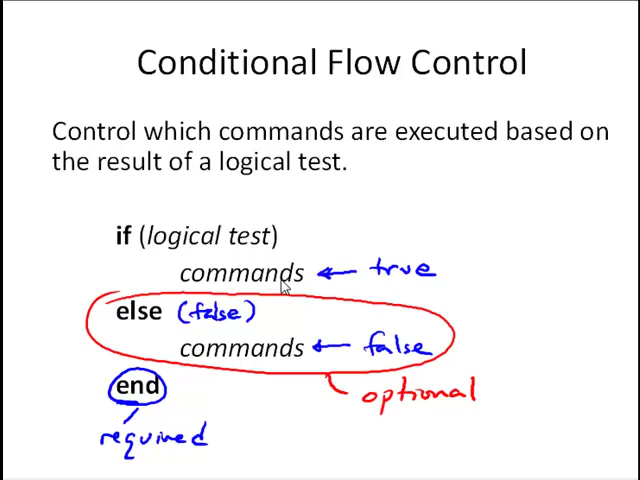 Conditional Flow Control
Control which commands are executed based on
the result of a logical test.
if (logical test)
commands ← true
else (false)
commands ← false
end
optional
required